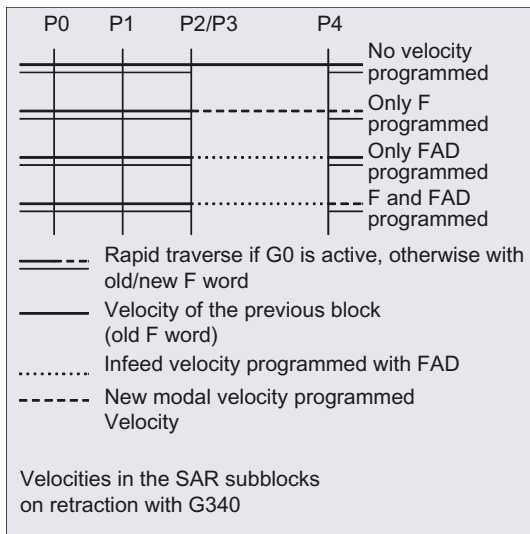 P0 P1 P2/P3 P4
No velocity
programmed
Only F
programmed
Only FAD
programmed
F and FAD
programmed
Rapid traverse if G0 is active, otherwise with
old/new F word
Velocity of the previous block
(old F word)
Infeed velocity programmed with FAD
New modal velocity programmed
Velocity
Velocities in the SAR subblocks
on retraction with G340